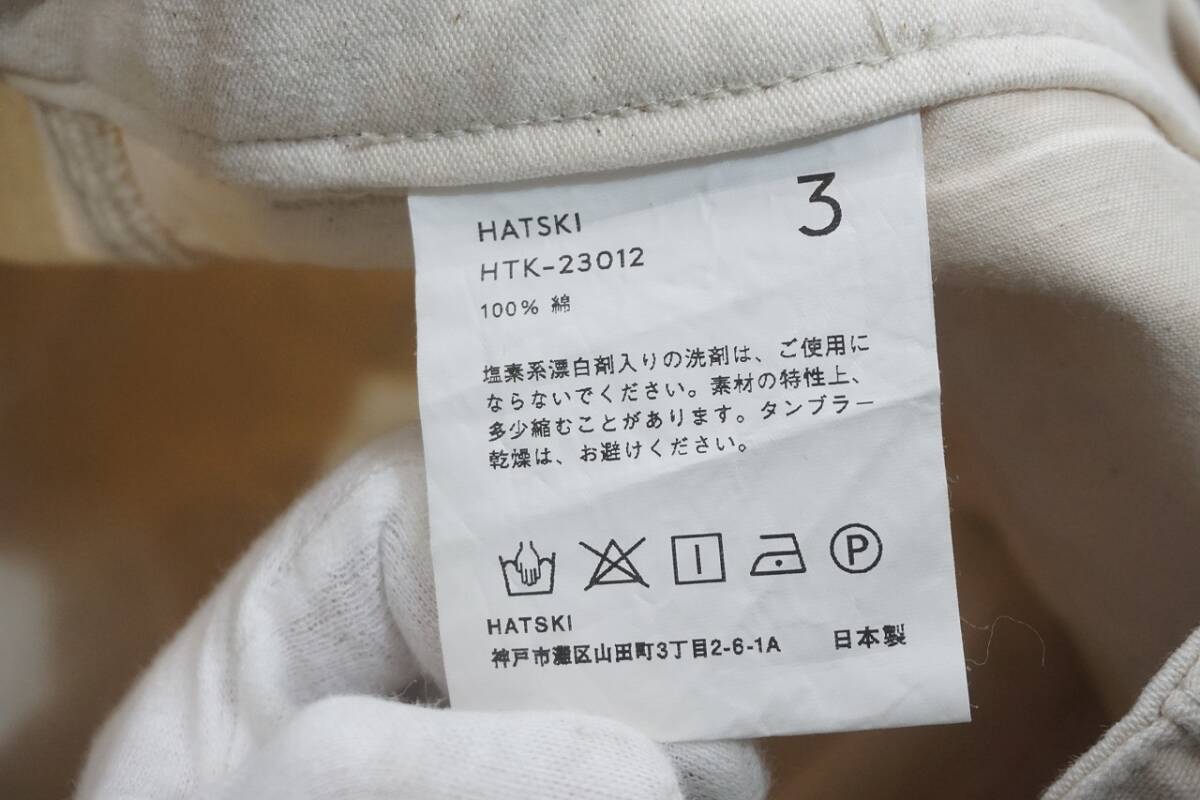 3
HATSKI
HTK-23012
100% 綿
塩素系漂白剤入りの洗剤は、ご使用に
ならないでください。素材の特性上、
多少縮むことがあります。タンブラー
乾燥は、お避けください。
P
HATSKI
神戸市灘区山田町3丁目2-6-1A 日本製